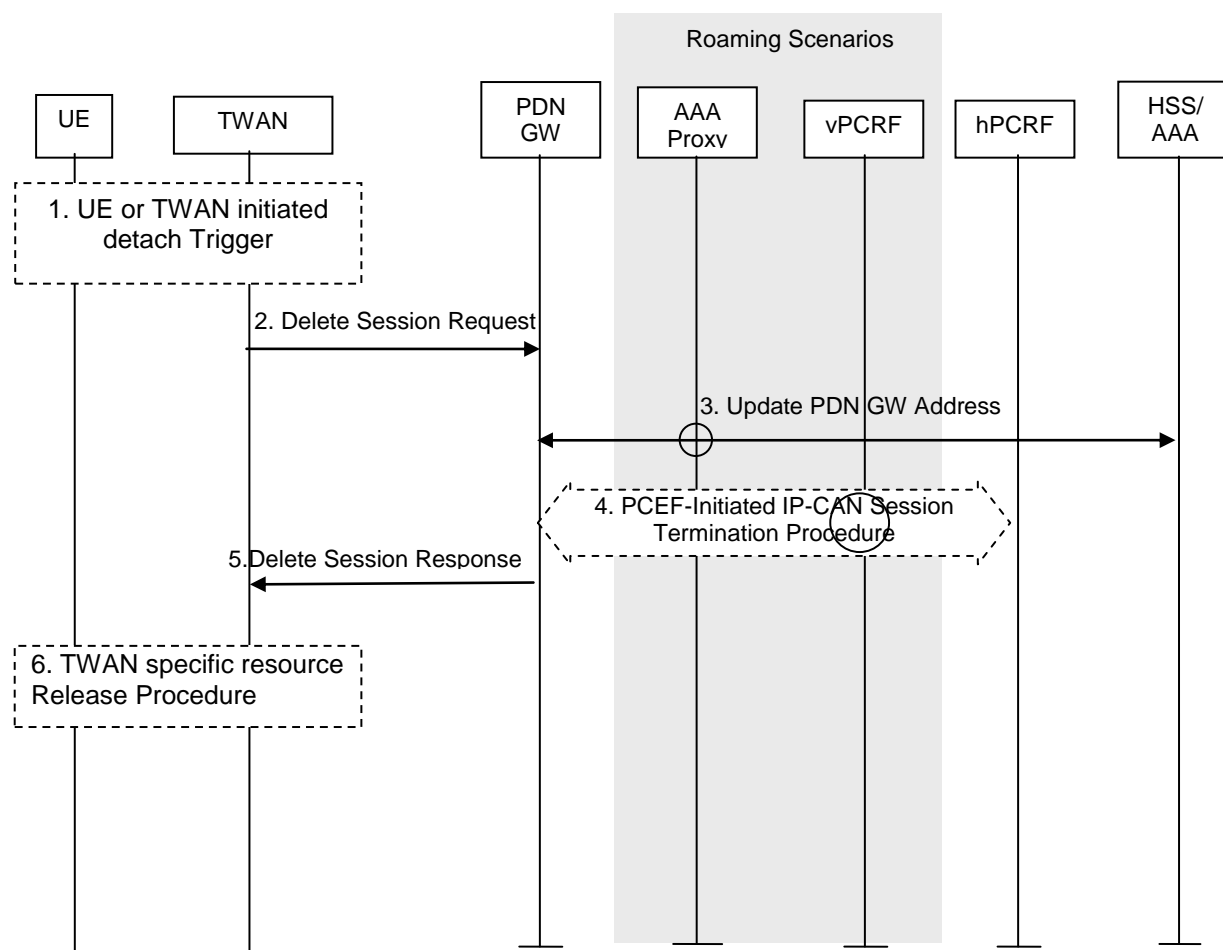 Roaming Scenarios
UE
TWAN
PDN
GW
AAA
Proxy
vPCRF
hPCRF
HSS/
AAA
1. UE or TWAN initiated
detach Trigger
2. Delete Session Request
3. Update PDN GW Address
4. PCEF-Initiated IP-CAN Session
Termination Procedure
5.Delete Session Response
6. TWAN specific resource
Release Procedure